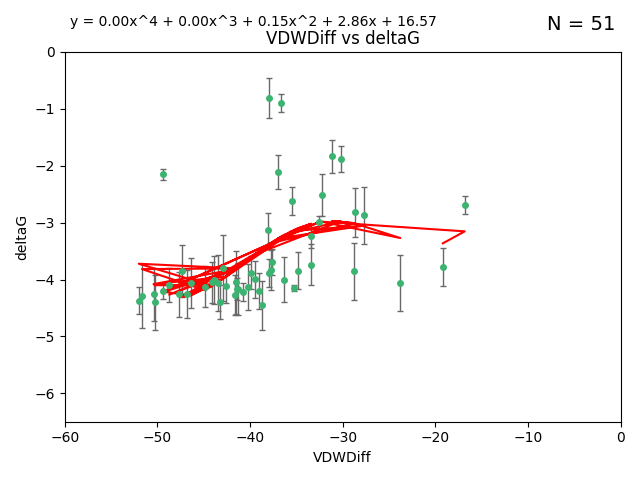 y = 0.00x^4 + 0.00x^3 + 0.15x^2 + 2.86x + 16.57
N = 51
VDWDiff vs deltaG
0
−1
−2
−3
−4
−5
−6
deltaG
−60 −50 −40 −30 −20 −10 0
VDWDiff